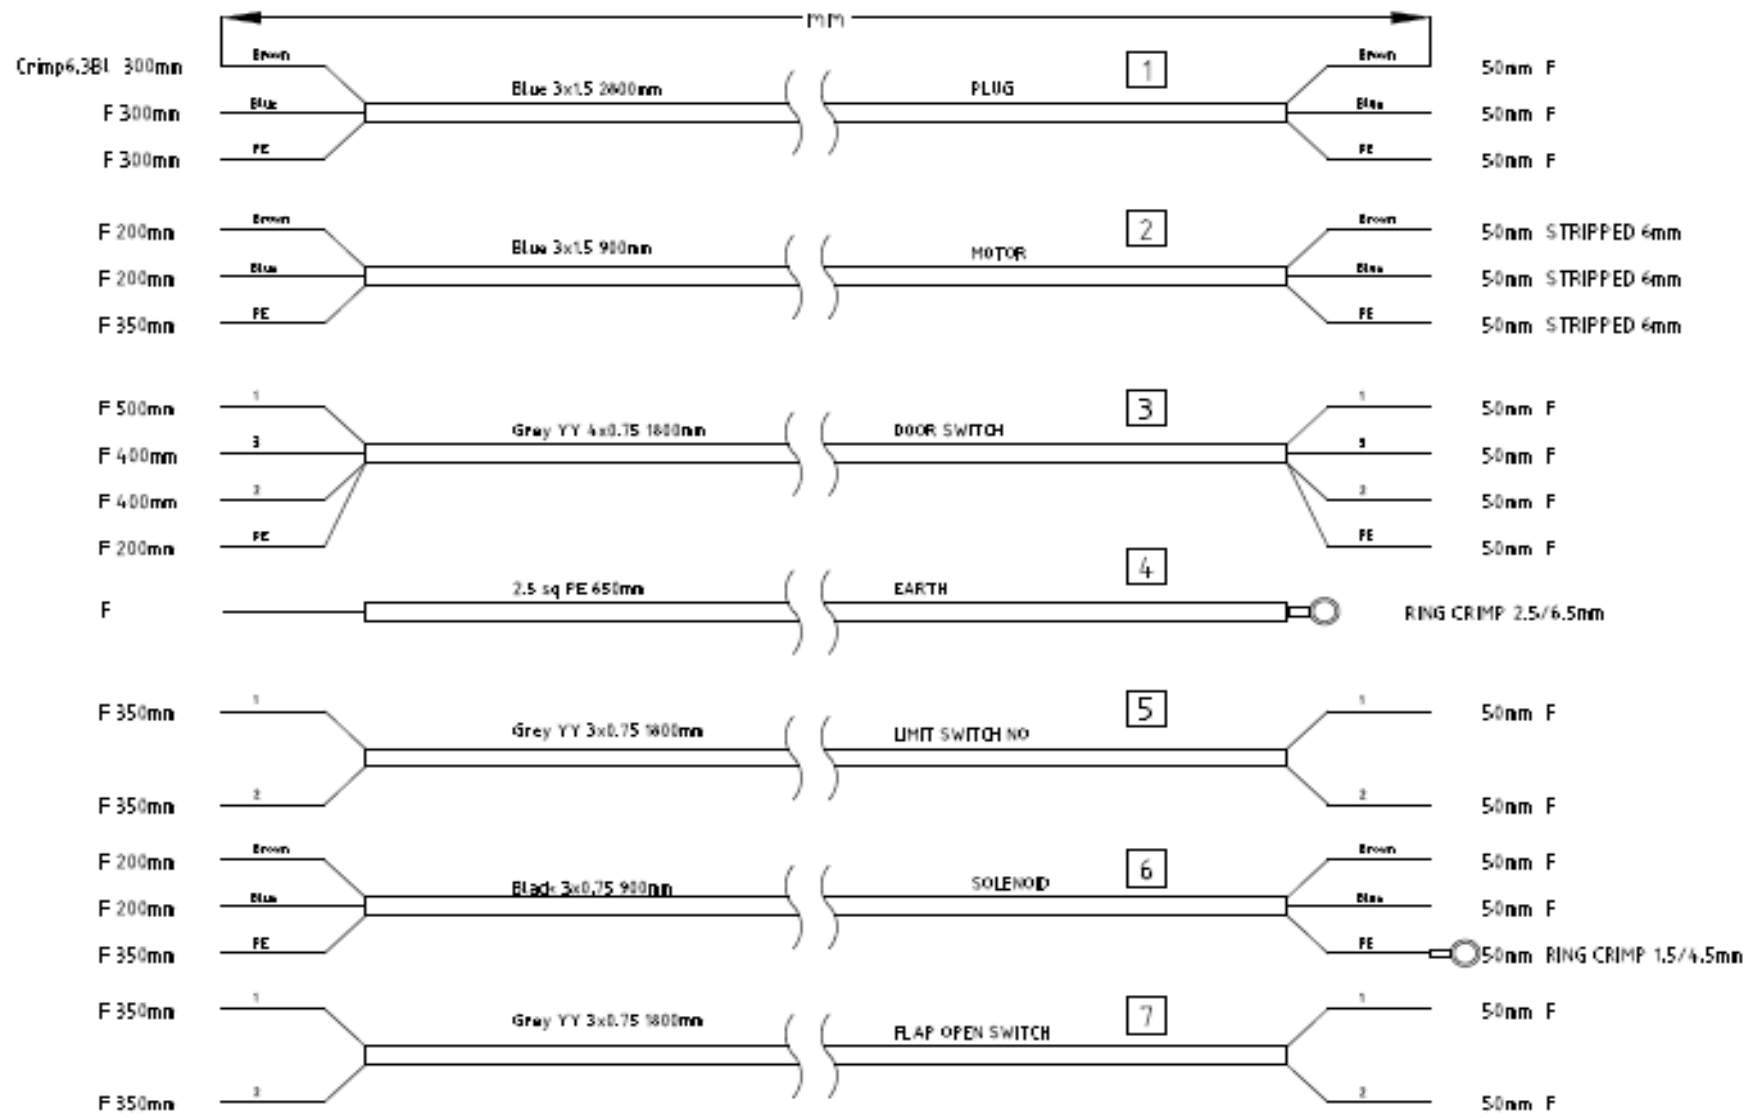 mm
Crimp6.3Bl 300mm Brown Brown 50mm F
Blue 3x1.5 2800mm PLUG 1
F 300mm Blue Blue 50mm F
F 300mm PE PE 50mm F
F 200mm Brown Brown 50mm STRIPPED 6mm
Blue 3x1.5 900mm MOTOR 2
F 200mm Blue Blue 50mm STRIPPED 6mm
F 350mm PE PE 50mm STRIPPED 6mm
F 500mm 1 1 50mm F
Grey YY 4x0.75 1800mm DOOR SWITCH 3
F 400mm 3 3 50mm F
F 400mm 2 2 50mm F
F 200mm PE PE 50mm F
2.5 sq PE 650mm EARTH 4
F RING CRIMP 2.5/6.5mm
F 350mm 1 1 50mm F
Grey YY 3x0.75 1800mm LIMIT SWITCH NO 5
F 350mm 2 2 50mm F
F 200mm Brown Brown 50mm F
Black 3x0,75 900mm SOLENOID 6
F 200mm Blue Blue 50mm F
F 350mm PE PE 50mm RING CRIMP 1.5/4.5mm
F 350mm 1 1 50mm F
Grey YY 3x0.75 1800mm FLAP OPEN SWITCH 7
F 350mm 2 2 50mm F